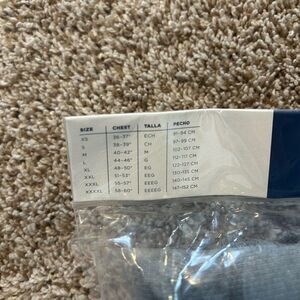 SIZE CHEST TALLA PECHO
XS 36-37" ECH 91-94 CM
S 38-39" CH 97-99 CM
M 40-42" M 102-107 CM
L 44-46" G 112-117 CM
XL 48-50" EG 122-127 CM
XXL 51-53" EEG 130-135 CM
XXXL 55-57" EEEG 140-145 CM
XXXXL 58-60" EEEEG 147-152 CM